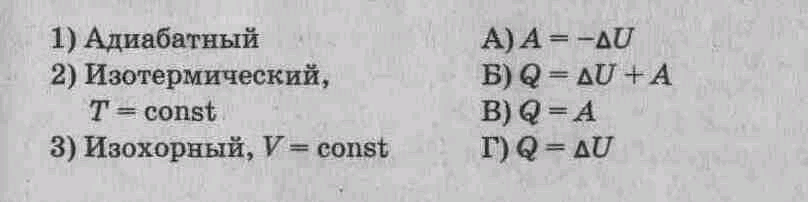 1) Адиабатный
2) Изотермический,
T = const
3) Изохорный, V = const
А) A = −ΔU
Б) Q = ΔU + A
В) Q = A
Г) Q = ΔU